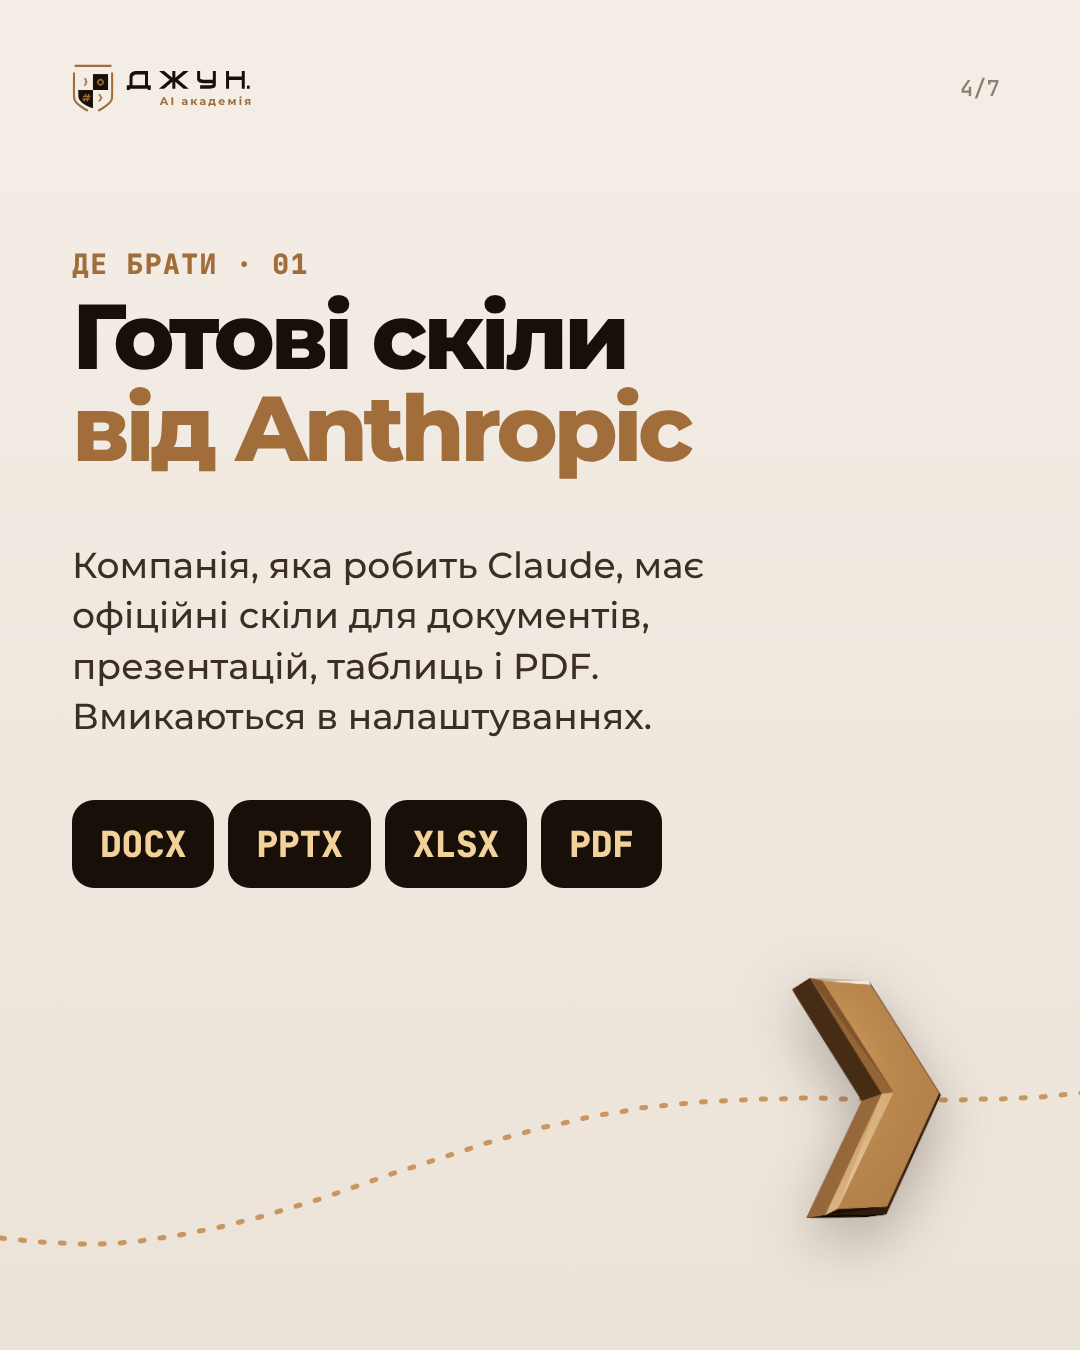 ДЖУН.
AI академія
4/7
ДЕ БРАТИ · 01
Готові скіли
від Anthropic
Компанія, яка робить Claude, має
офіційні скіли для документів,
презентацій, таблиць і PDF.
Вмикаються в налаштуваннях.
DOCX PPTX XLSX PDF